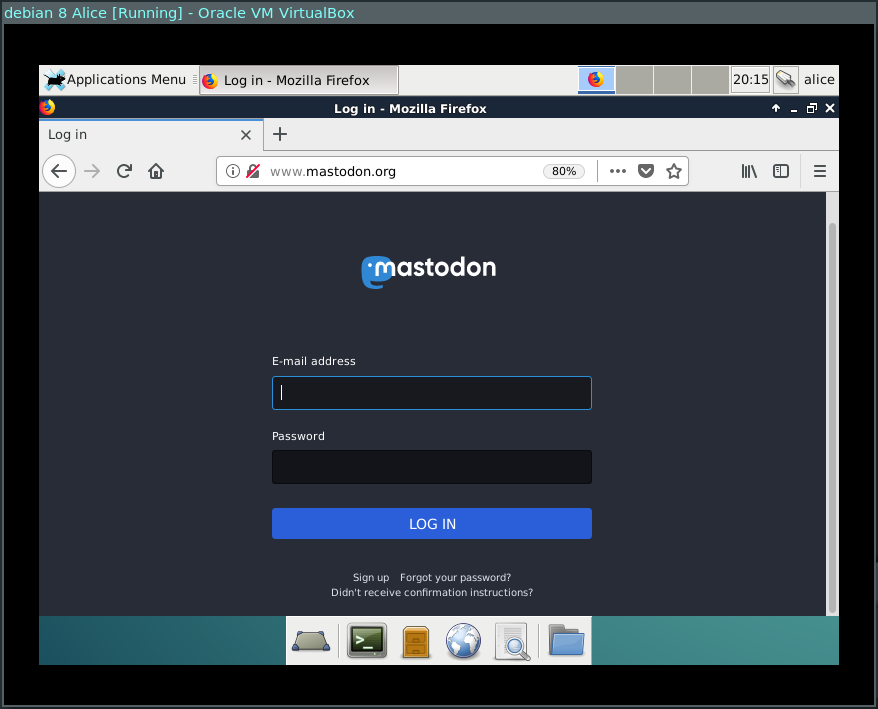 debian 8 Alice [Running] - Oracle VM VirtualBox
Applications Menu
Log in - Mozilla Firefox
20:15
alice
Log in - Mozilla Firefox
Log in
www.mastodon.org
80%
mastodon
E-mail address
Password
LOG IN
Sign up Forgot your password?
Didn't receive confirmation instructions?